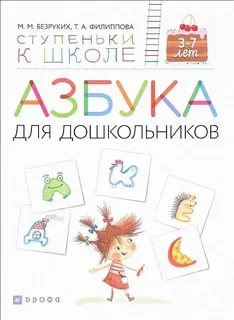 М. М. БЕЗРУКИХ, Т. А. ФИЛИППОВА
СТУПЕНЬКИ
К ШКОЛЕ
3-7
ЛЕТ
АЗБУКА
ДЛЯ ДОШКОЛЬНИКОВ
ДРОФА